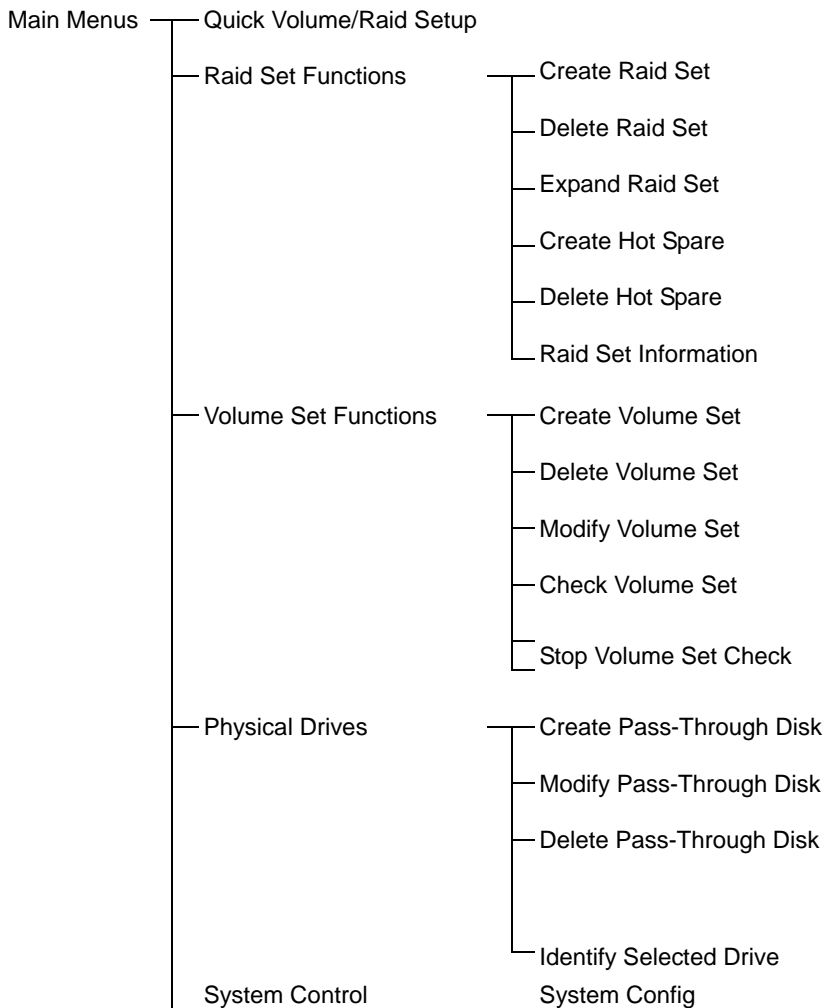 Main Menus Quick Volume/Raid Setup
Raid Set Functions Create Raid Set
Delete Raid Set
Expand Raid Set
Create Hot Spare
Delete Hot Spare
Raid Set Information
Volume Set Functions Create Volume Set
Delete Volume Set
Modify Volume Set
Check Volume Set
Stop Volume Set Check
Physical Drives Create Pass-Through Disk
Modify Pass-Through Disk
Delete Pass-Through Disk
Identify Selected Drive
System Control System Config